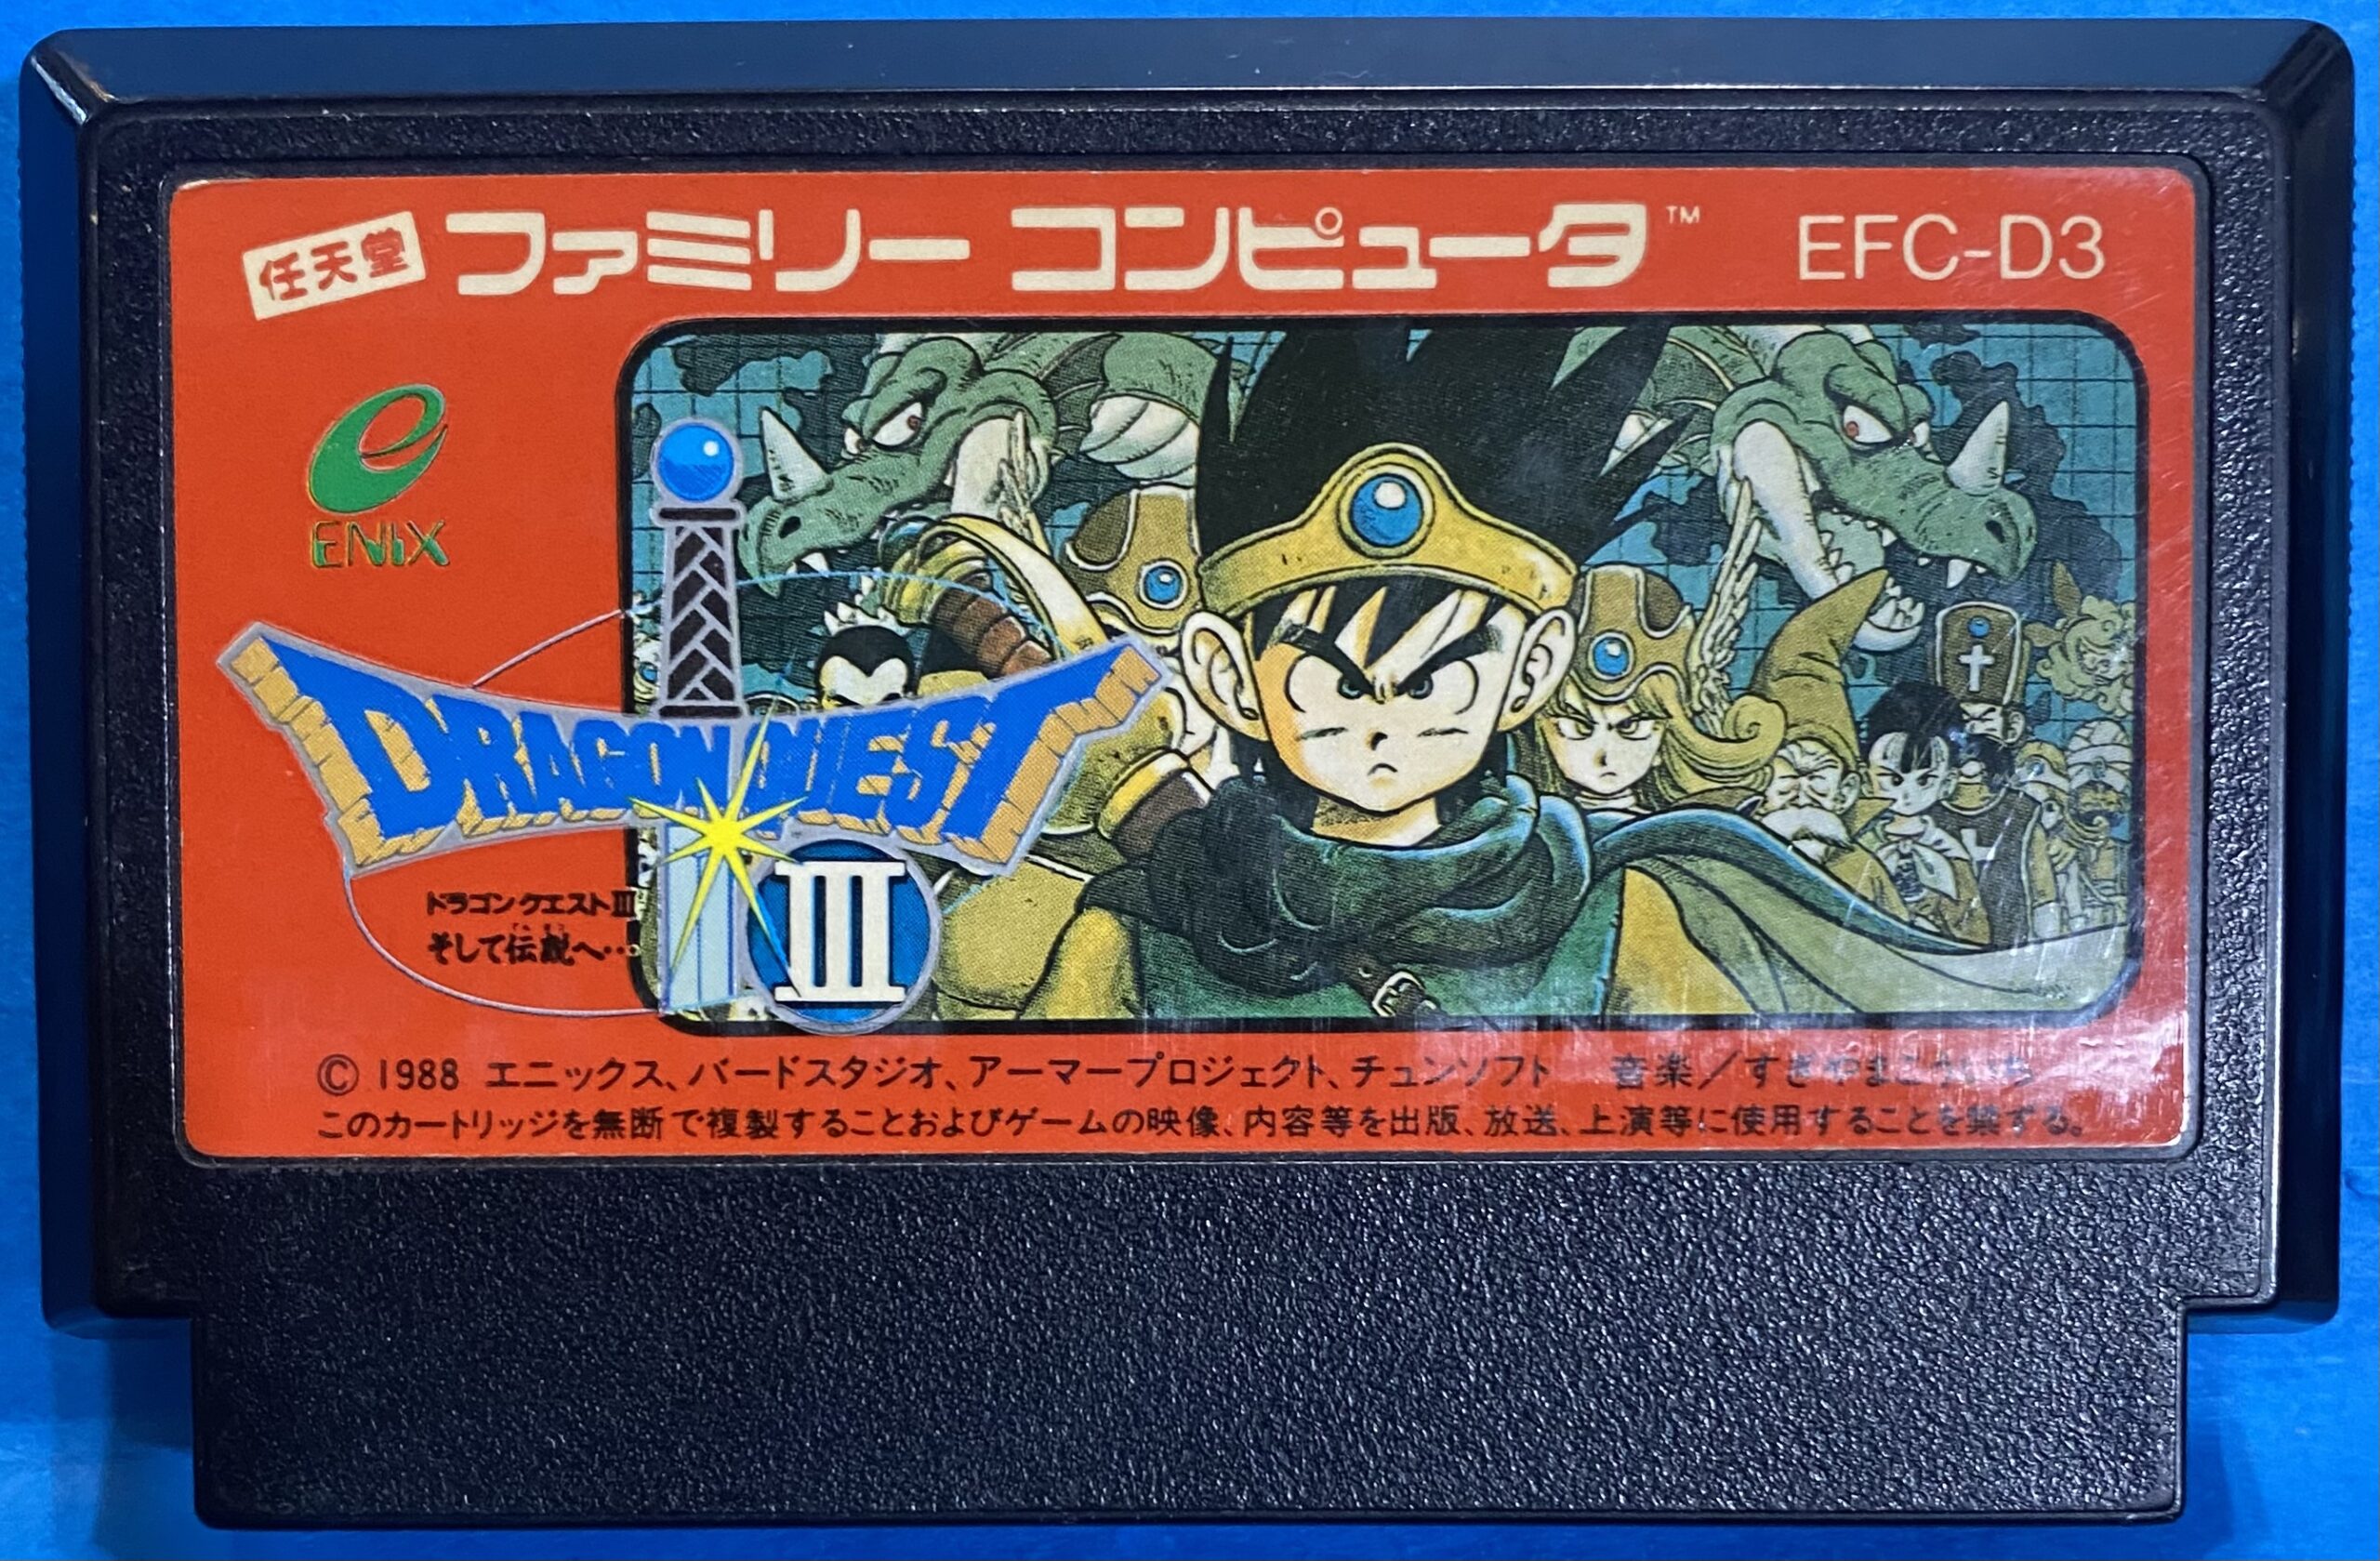 任天堂 ファミリー コンピュータ™ EFC-D3
ENIX
DRAGON QUEST
III
ドラゴンクエストIII
そして伝説へ…
© 1988 エニックス、バードスタジオ、アーマープロジェクト、チュンソフト 音楽/すぎやまこういち
このカートリッジを無断で複製することおよびゲームの映像、内容等を出版、放送、上演等に使用することを禁ずる。